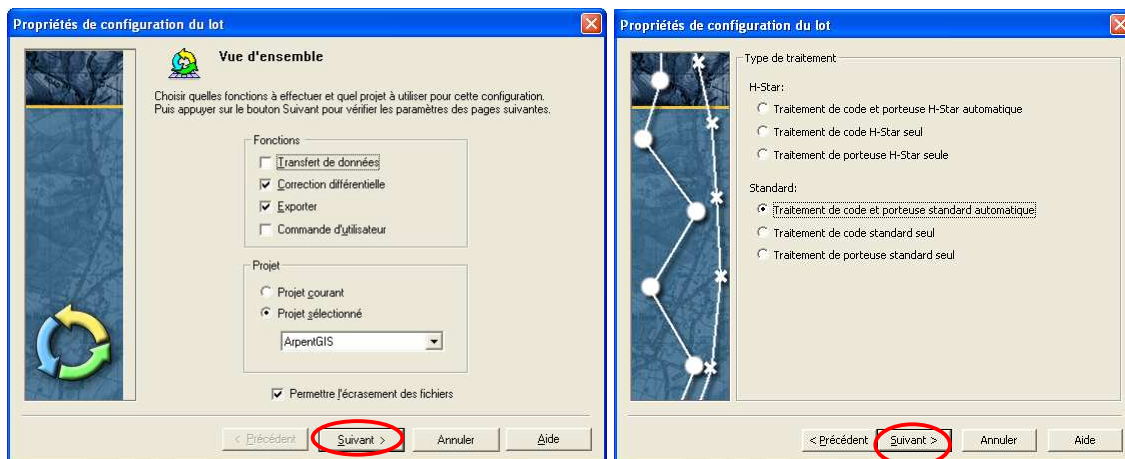 Propriétés de configuration du lot
Vue d'ensemble
Choisir quelles fonctions à effectuer et quel projet à utiliser pour cette configuration.
Puis appuyer sur le bouton Suivant pour vérifier les paramètres des pages suivantes.
Fonctions
Transfert de données
Correction différentielle
Exporter
Commande d'utilisateur
Projet
Projet courant
Projet sélectionné
ArpentGIS
Permettre l'écrasement des fichiers
< Précédent
Suivant >
Annuler
Aide
Propriétés de configuration du lot
Type de traitement
H-Star:
Traitement de code et porteuse H-Star automatique
Traitement de code H-Star seul
Traitement de porteuse H-Star seule
Standard:
Traitement de code et porteuse standard automatique
Traitement de code standard seul
Traitement de porteuse standard seul
< Précédent
Suivant >
Annuler
Aide